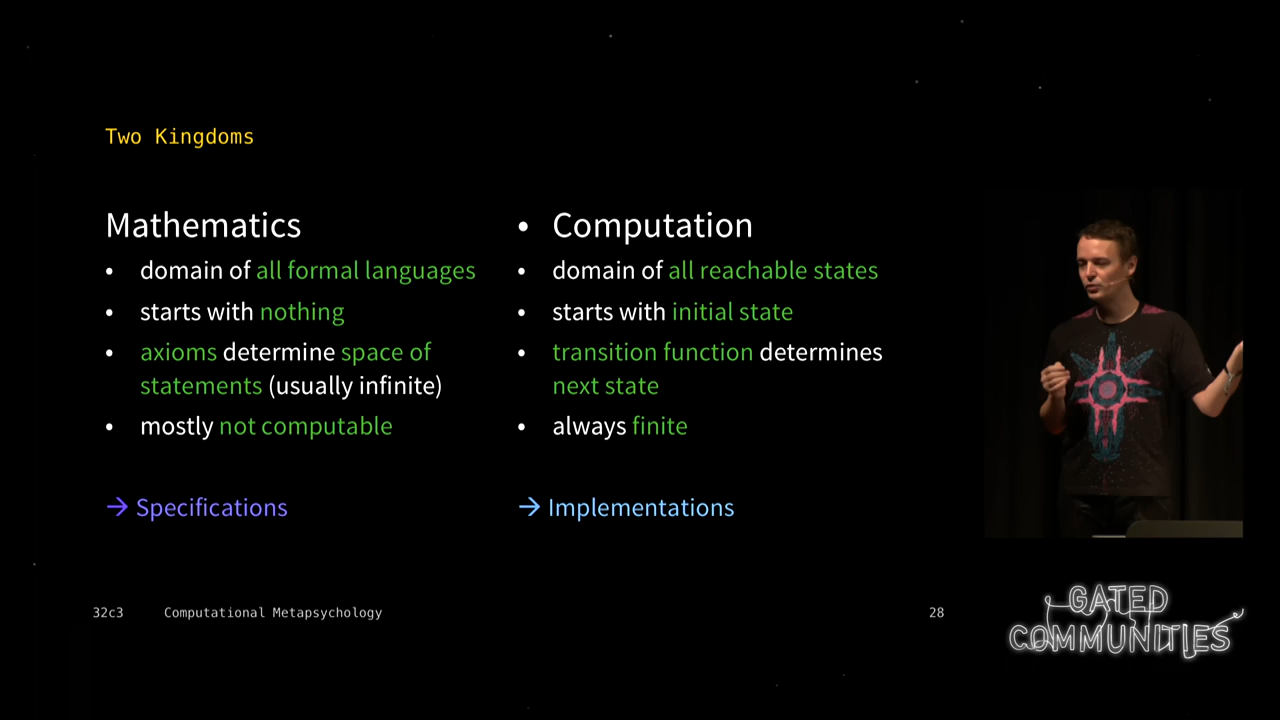 Two Kingdoms
Mathematics
• domain of all formal languages
• starts with nothing
• axioms determine space of
statements (usually infinite)
• mostly not computable
→ Specifications
• Computation
• domain of all reachable states
• starts with initial state
• transition function determines
next state
• always finite
→ Implementations
32c3 Computational Metapsychology 28
GATED
COMMUNITIES